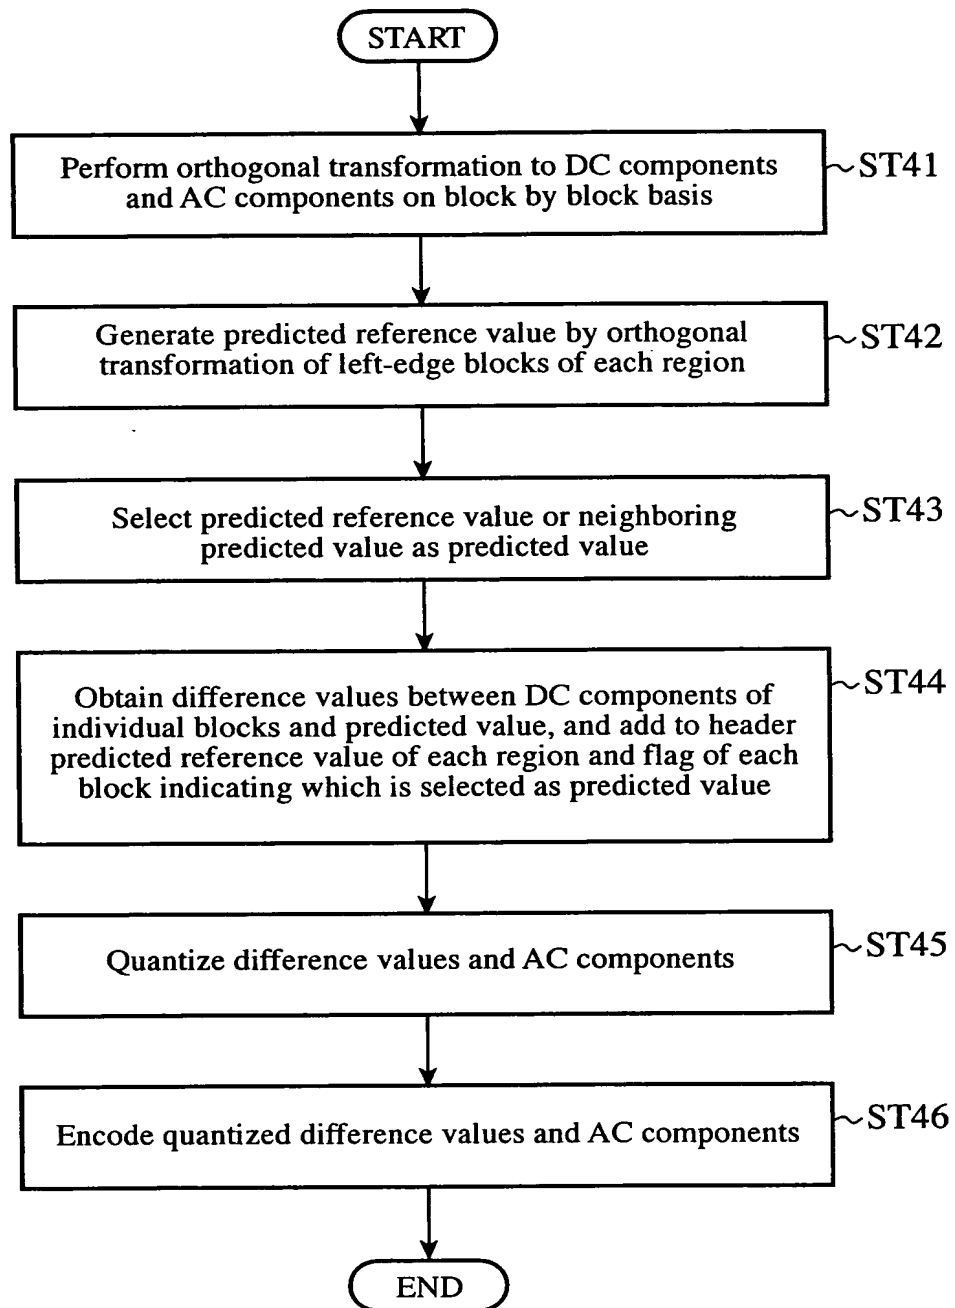 START
Perform orthogonal transformation to DC components
and AC components on block by block basis
ST41
Generate predicted reference value by orthogonal
transformation of left-edge blocks of each region
ST42
Select predicted reference value or neighboring
predicted value as predicted value
ST43
Obtain difference values between DC components of
individual blocks and predicted value, and add to header
predicted reference value of each region and flag of each
block indicating which is selected as predicted value
ST44
Quantize difference values and AC components
ST45
Encode quantized difference values and AC components
ST46
END